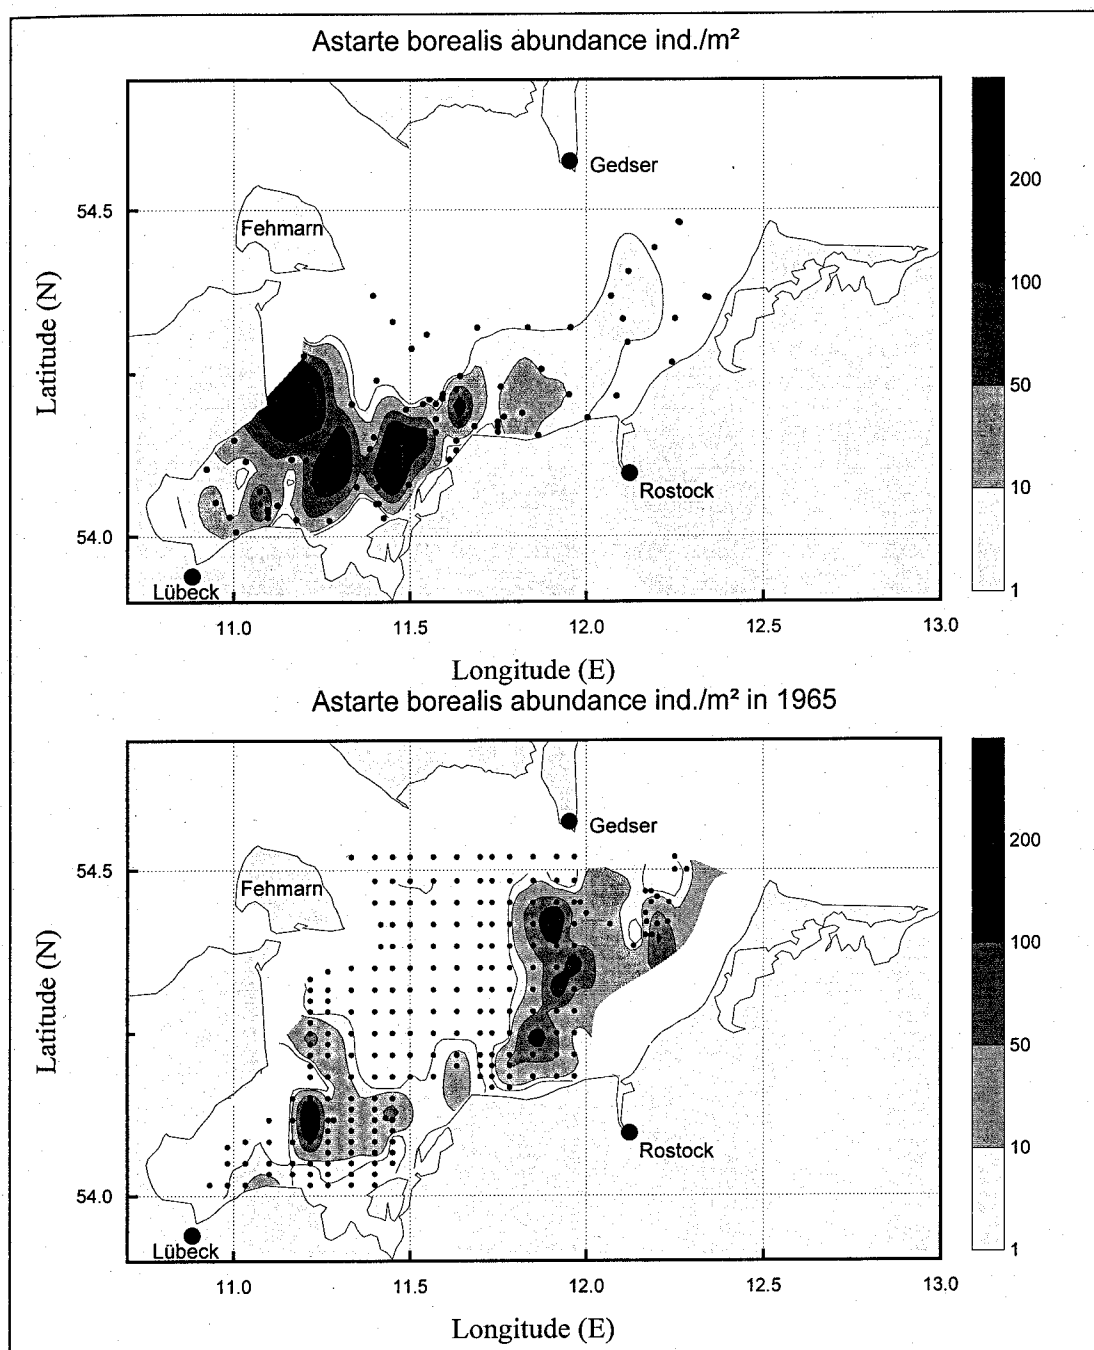 Astarte borealis abundance ind./m²
Gedser
200
54.5
Fehmarn
100
Latitude (N)
50
Rostock
10
54.0
Lübeck
1
11.0 11.5 12.0 12.5 13.0
Longitude (E)
Astarte borealis abundance ind./m² in 1965
Gedser
200
54.5
Fehmarn
100
Latitude (N)
50
Rostock
10
54.0
Lübeck
1
11.0 11.5 12.0 12.5 13.0
Longitude (E)